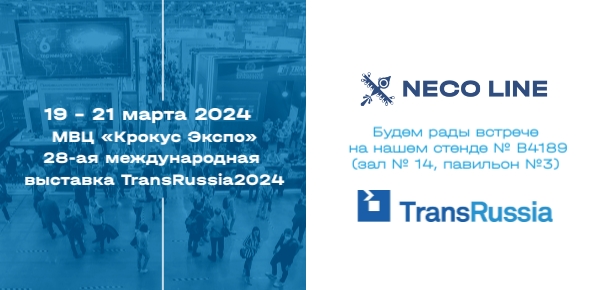 19 – 21 марта 2024
МВЦ «Крокус Экспо»
28-ая международная
выставка TransRussia2024
NECO LINE
Будем рады встрече
на нашем стенде № B4189
(зал № 14, павильон №3)
TransRussia